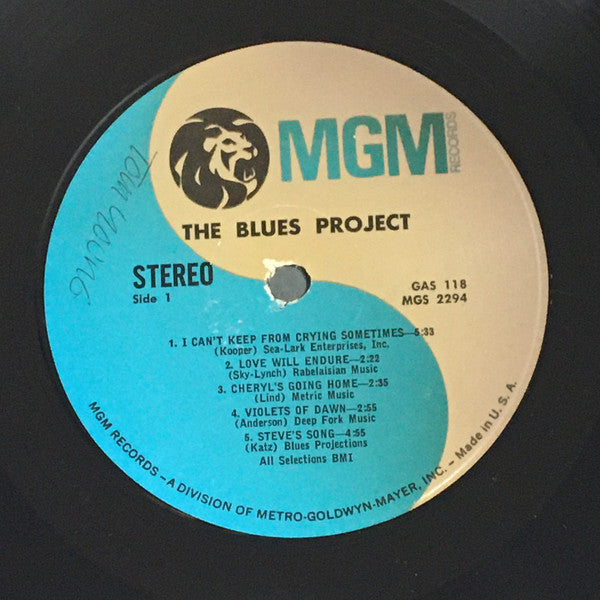 MGM
RECORDS
THE BLUES PROJECT
Tom Young
STEREO
Side 1
GAS 118
MGS 2294
1. I CAN'T KEEP FROM CRYING SOMETIMES—5:33
(Kooper) Sea-Lark Enterprises, Inc.
2. LOVE WILL ENDURE—2:22
(Sky-Lynch) Rabelaisian Music
3. CHERYL'S GOING HOME—2:35
(Lind) Metric Music
4. VIOLETS OF DAWN—2:55
(Anderson) Deep Fork Music
5. STEVE'S SONG—4:55
(Katz) Blues Projections
All Selections BMI
MGM RECORDS – A DIVISION OF METRO-GOLDWYN-MAYER, INC. – Made in U. S. A.